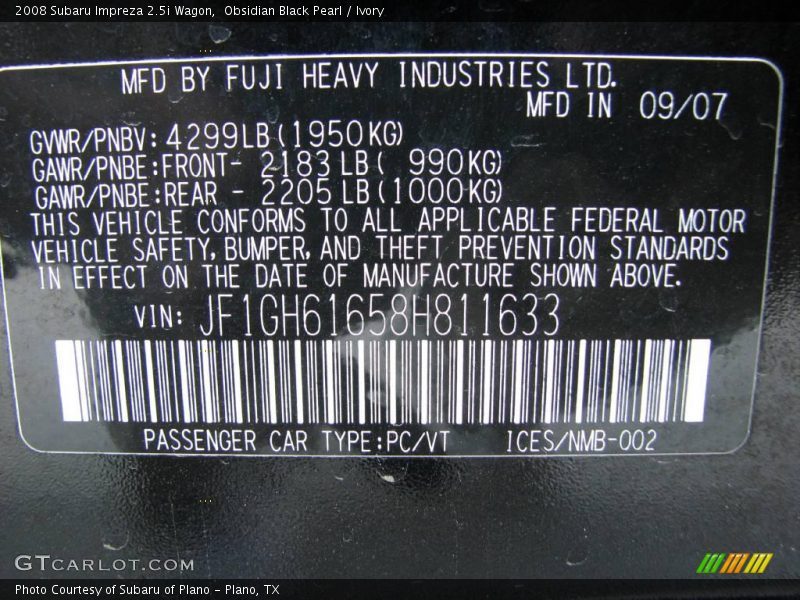 2008 Subaru Impreza 2.5i Wagon,  Obsidian Black Pearl / Ivory
MFD BY FUJI HEAVY INDUSTRIES LTD.
MFD IN 09/07
GVWR/PNBV: 4299LB(1950KG)
GAWR/PNBE:FRONT- 2183LB( 990KG)
GAWR/PNBE:REAR - 2205LB(1000KG)
THIS VEHICLE CONFORMS TO ALL APPLICABLE FEDERAL MOTOR
VEHICLE SAFETY, BUMPER, AND THEFT PREVENTION STANDARDS
IN EFFECT ON THE DATE OF MANUFACTURE SHOWN ABOVE.
VIN: JF1GH61658H811633
PASSENGER CAR TYPE:PC/VT ICES/NMB-002
GTCARLOT.COM
Photo Courtesy of Subaru of Plano - Plano, TX